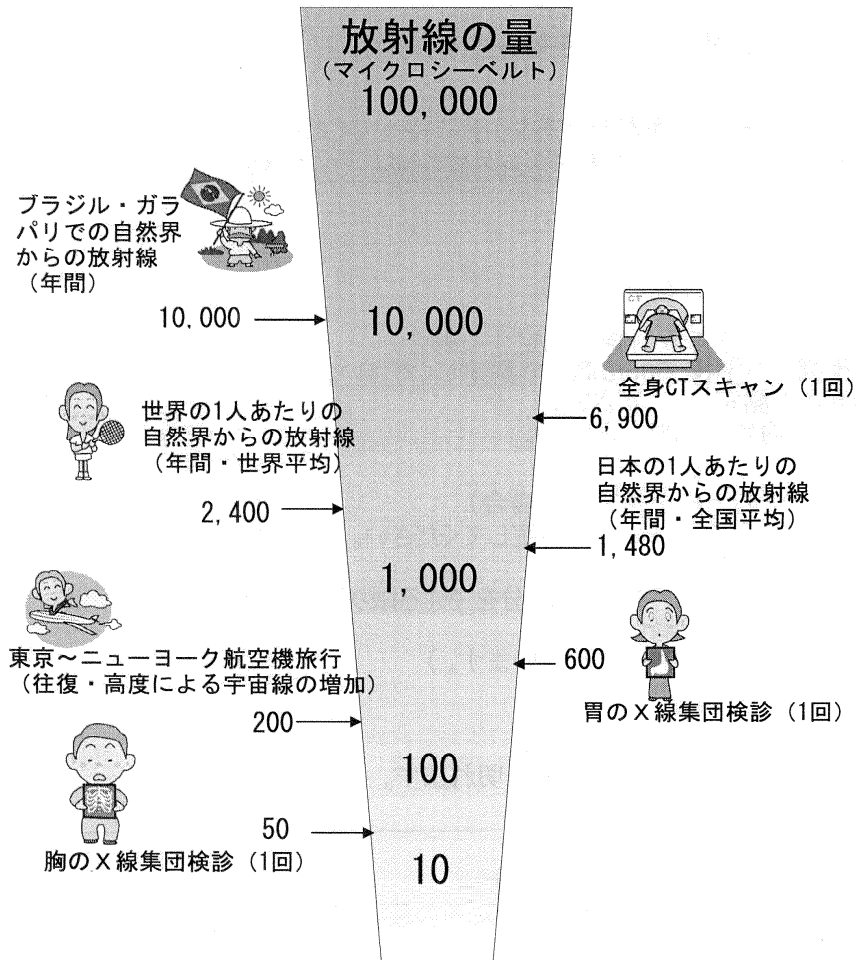 放射線の量
(マイクロシーベルト)
100,000
ブラジル・ガラ
パリでの自然界
からの放射線
(年間)
10,000
10,000
CT
全身CTスキャン(1回)
6,900
世界の1人あたりの
自然界からの放射線
(年間・世界平均)
2,400
日本の1人あたりの
自然界からの放射線
(年間・全国平均)
1,480
1,000
東京～ニューヨーク航空機旅行
(往復・高度による宇宙線の増加)
200
600
胃のX線集団検診(1回)
100
50
胸のX線集団検診(1回)
10